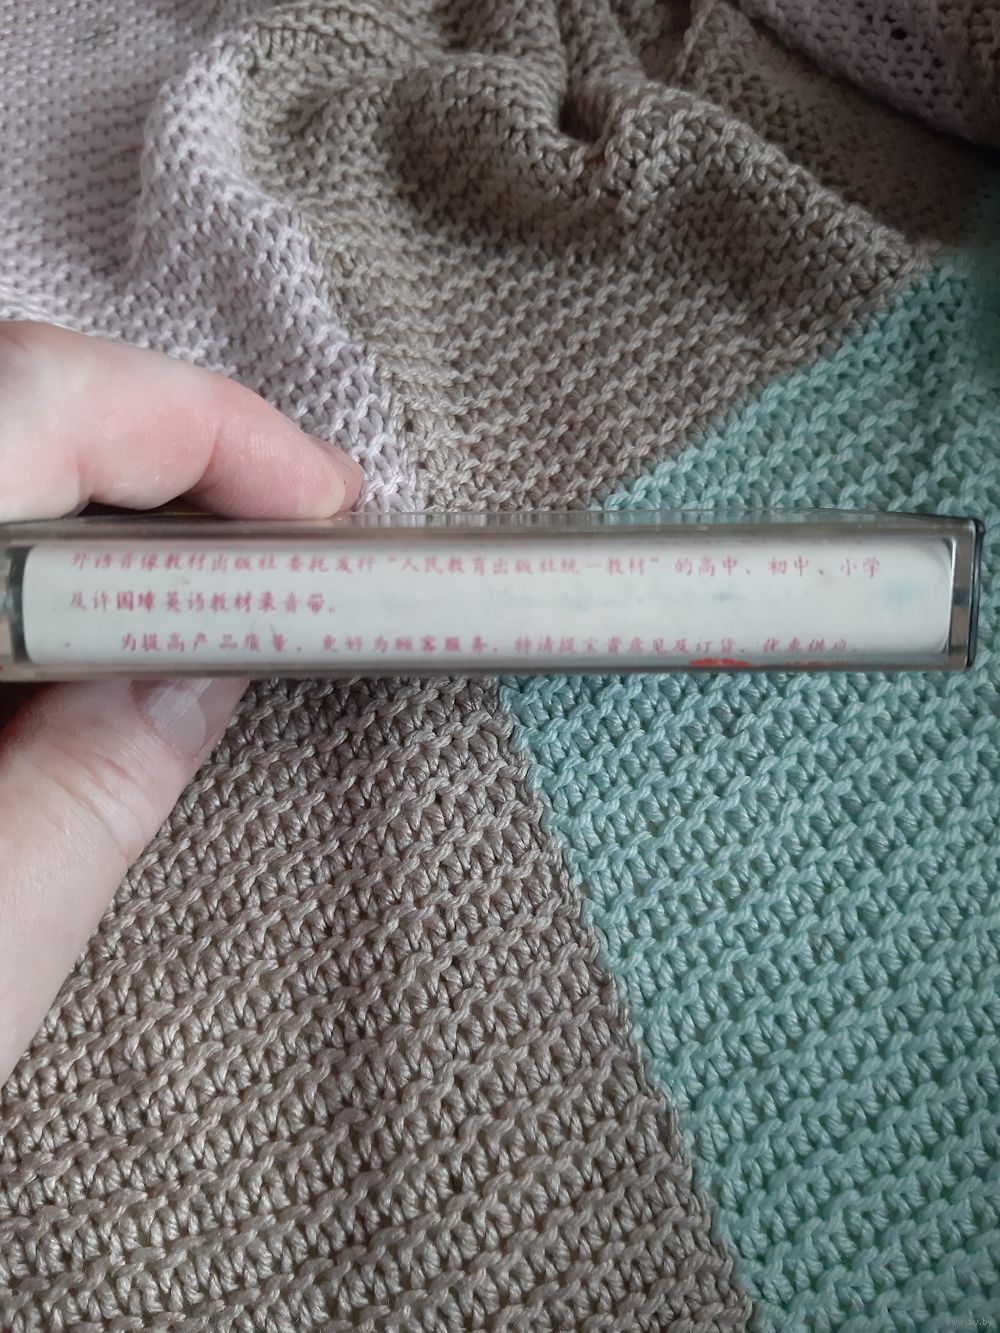 外语音像教材出版社委托发行“人民教育出版社统一教材”的高中、初中、小学
及许国璋英语教材录音带。
为提高产品质量。更好为顾客服务。特请提宝贵意见及订货。优惠供应。
www.ay.by